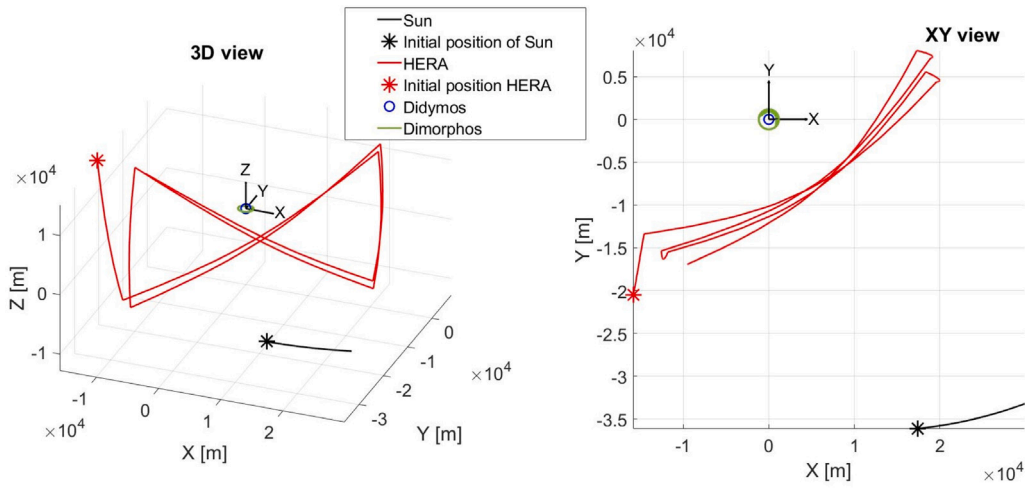 3D view
Sun
Initial position of Sun
HERA
Initial position HERA
Didymos
Dimorphos
×10⁴
1
0
-1
Z [m]
Z
Y
X
-1
0
1
2
×10⁴
X [m]
0
-1
-2
-3
×10⁴
Y [m]
XY view
×10⁴
0.5
0
-0.5
-1
-1.5
-2
-2.5
-3
-3.5
Y [m]
Y
X
-1
0
1
2
X [m]
×10⁴